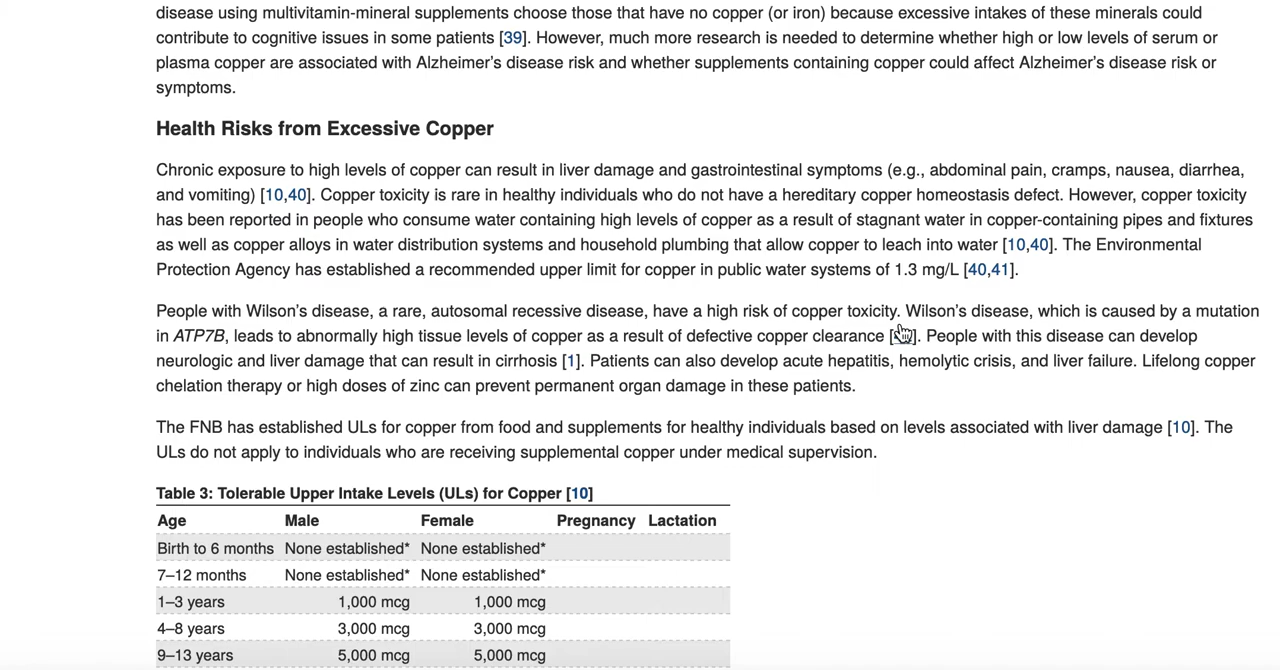 disease using multivitamin-mineral supplements choose those that have no copper (or iron) because excessive intakes of these minerals could
contribute to cognitive issues in some patients [39]. However, much more research is needed to determine whether high or low levels of serum or
plasma copper are associated with Alzheimer's disease risk and whether supplements containing copper could affect Alzheimer's disease risk or
symptoms.
Health Risks from Excessive Copper
Chronic exposure to high levels of copper can result in liver damage and gastrointestinal symptoms (e.g., abdominal pain, cramps, nausea, diarrhea,
and vomiting) [10,40]. Copper toxicity is rare in healthy individuals who do not have a hereditary copper homeostasis defect. However, copper toxicity
has been reported in people who consume water containing high levels of copper as a result of stagnant water in copper-containing pipes and fixtures
as well as copper alloys in water distribution systems and household plumbing that allow copper to leach into water [10,40]. The Environmental
Protection Agency has established a recommended upper limit for copper in public water systems of 1.3 mg/L [40,41].
People with Wilson's disease, a rare, autosomal recessive disease, have a high risk of copper toxicity. Wilson's disease, which is caused by a mutation
in ATP7B, leads to abnormally high tissue levels of copper as a result of defective copper clearance []. People with this disease can develop
neurologic and liver damage that can result in cirrhosis [1]. Patients can also develop acute hepatitis, hemolytic crisis, and liver failure. Lifelong copper
chelation therapy or high doses of zinc can prevent permanent organ damage in these patients.
The FNB has established ULs for copper from food and supplements for healthy individuals based on levels associated with liver damage [10]. The
ULs do not apply to individuals who are receiving supplemental copper under medical supervision.
Table 3: Tolerable Upper Intake Levels (ULs) for Copper [10]
Age Male Female Pregnancy Lactation
Birth to 6 months None established* None established*
7–12 months None established* None established*
1–3 years 1,000 mcg 1,000 mcg
4–8 years 3,000 mcg 3,000 mcg
9–13 years 5,000 mcg 5,000 mcg